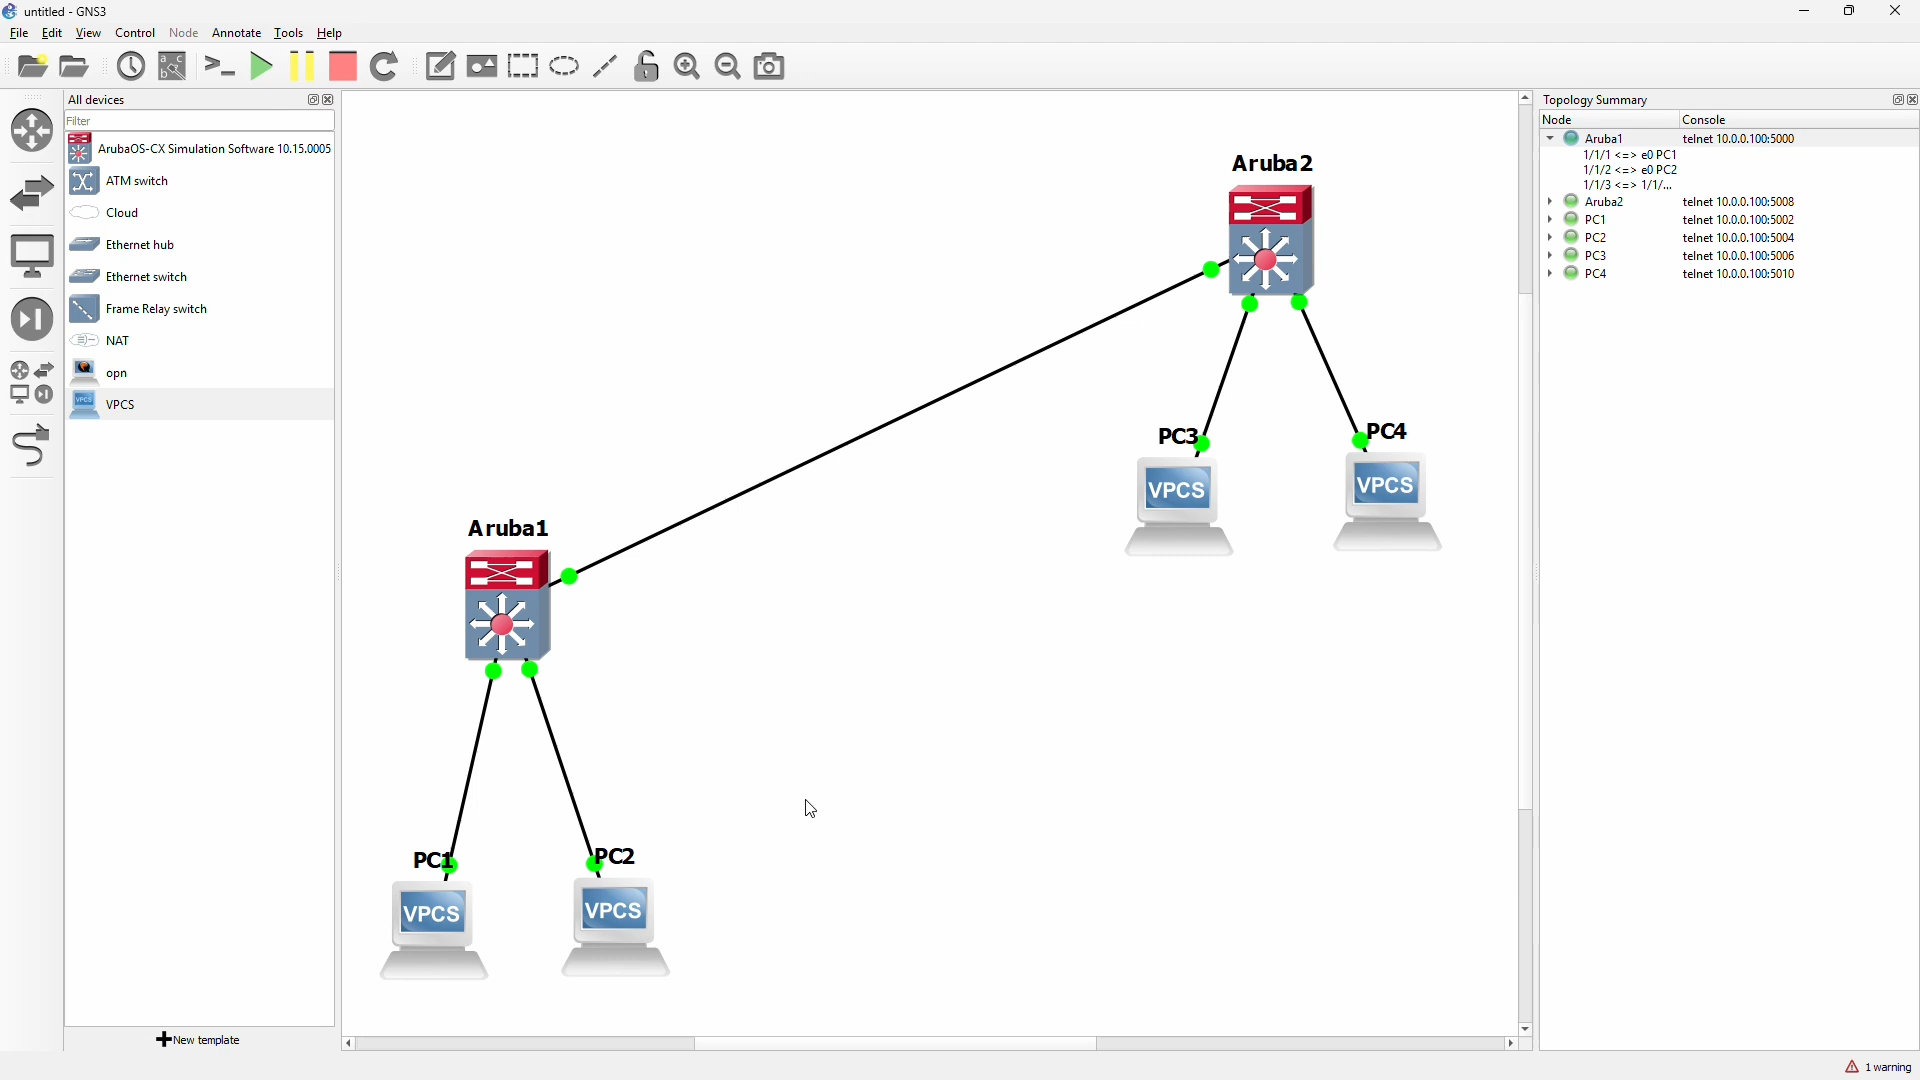 untitled - GNS3
File Edit View Control Node Annotate Tools Help
All devices
Filter
ArubaOS-CX Simulation Software 10.15.0005
ATM switch
Cloud
Ethernet hub
Ethernet switch
Frame Relay switch
NAT
opn
VPCS
New template
Aruba2
PC3
PC4
VPCS
VPCS
Aruba1
PC1
PC2
VPCS
VPCS
Topology Summary
Node Console
Aruba1 telnet 10.0.0.100:5000
1/1/1 <=> e0 PC1
1/1/2 <=> e0 PC2
1/1/3 <=> 1/1/...
Aruba2 telnet 10.0.0.100:5008
PC1 telnet 10.0.0.100:5002
PC2 telnet 10.0.0.100:5004
PC3 telnet 10.0.0.100:5006
PC4 telnet 10.0.0.100:5010
1 warning